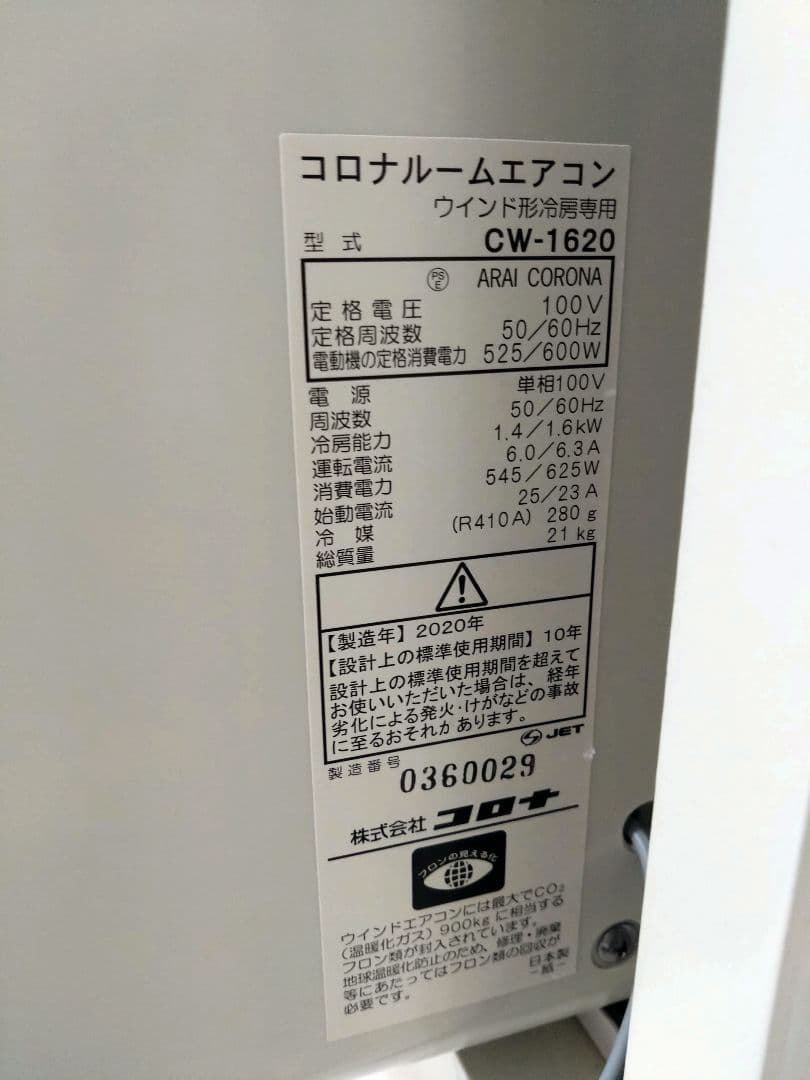 コロナルームエアコン
ウインド形冷房専用
型式 CW-1620
PS E ARAI CORONA
定格電圧 100V
定格周波数 50/60Hz
電動機の定格消費電力 525/600W
電源 単相100V
周波数 50/60Hz
冷房能力 1.4/1.6kW
運転電流 6.0/6.3A
消費電力 545/625W
始動電流 25/23A
冷媒 (R410A) 280g
総質量 21kg
【製造年】2020年
【設計上の標準使用期間】10年
設計上の標準使用期間を超えて
お使いいただいた場合は、経年
劣化による発火・けがなどの事故
に至るおそれがあります。
JET
製造番号 0360029
株式会社 コロナ
フロンの見える化
ウインドエアコンには最大でCO₂
(温暖化ガス)900kgに相当する
フロン類が封入されています。
地球温暖化防止のため、修理・廃棄
等にあたってはフロン類の回収が
必要です。
日本製
-紙-